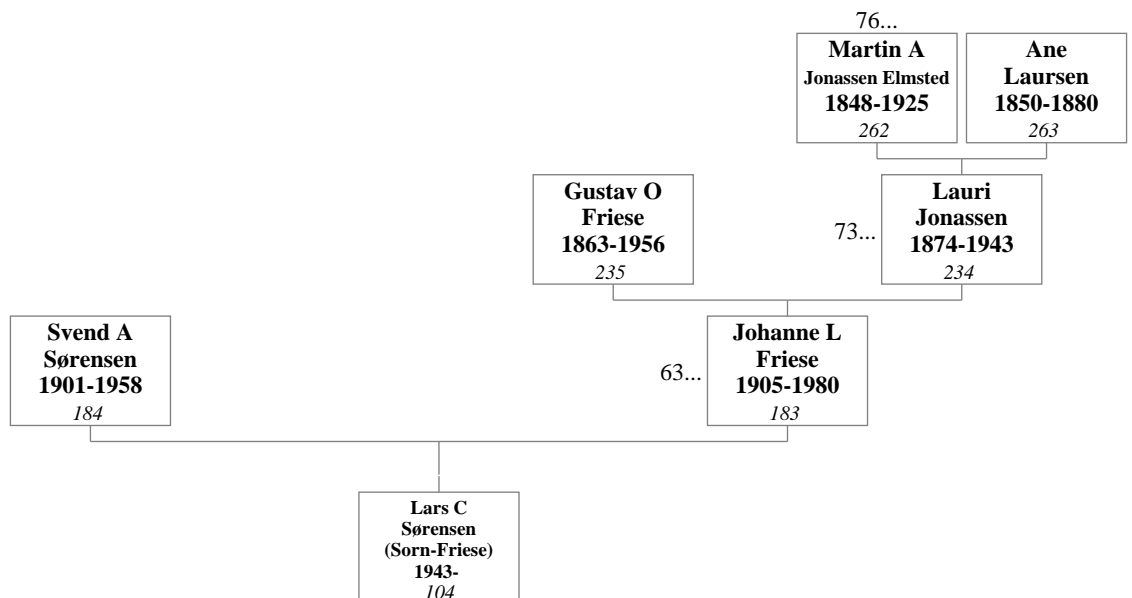 76...
Martin A
Jonassen Elmsted
1848-1925
262
Ane
Laursen
1850-1880
263
Gustav O
Friese
1863-1956
235
73...
Lauri
Jonassen
1874-1943
234
Svend A
Sørensen
1901-1958
184
63...
Johanne L
Friese
1905-1980
183
Lars C
Sørensen
(Sorn-Friese)
1943-
104